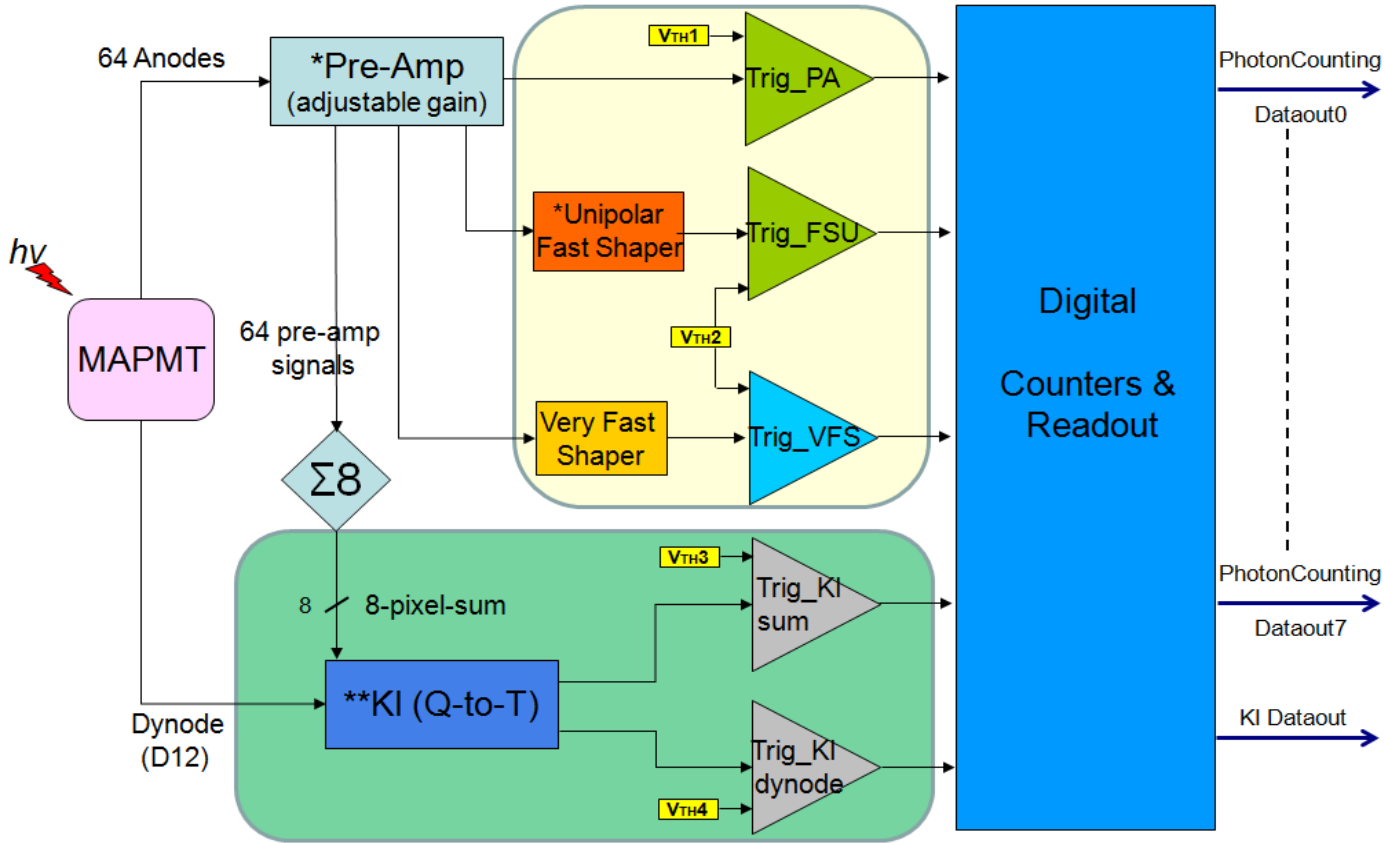 64 Anodes
*Pre-Amp
(adjustable gain)
VTH1
Trig_PA
PhotonCounting
Dataout0
*Unipolar
Fast Shaper
Trig_FSU
hν
MAPMT
64 pre-amp
signals
VTH2
Digital
Counters &
Readout
Very Fast
Shaper
Trig_VFS
Σ8
8
8-pixel-sum
VTH3
Trig_KI
sum
PhotonCounting
Dataout7
**KI (Q-to-T)
Dynode
(D12)
Trig_KI
dynode
VTH4
KI Dataout